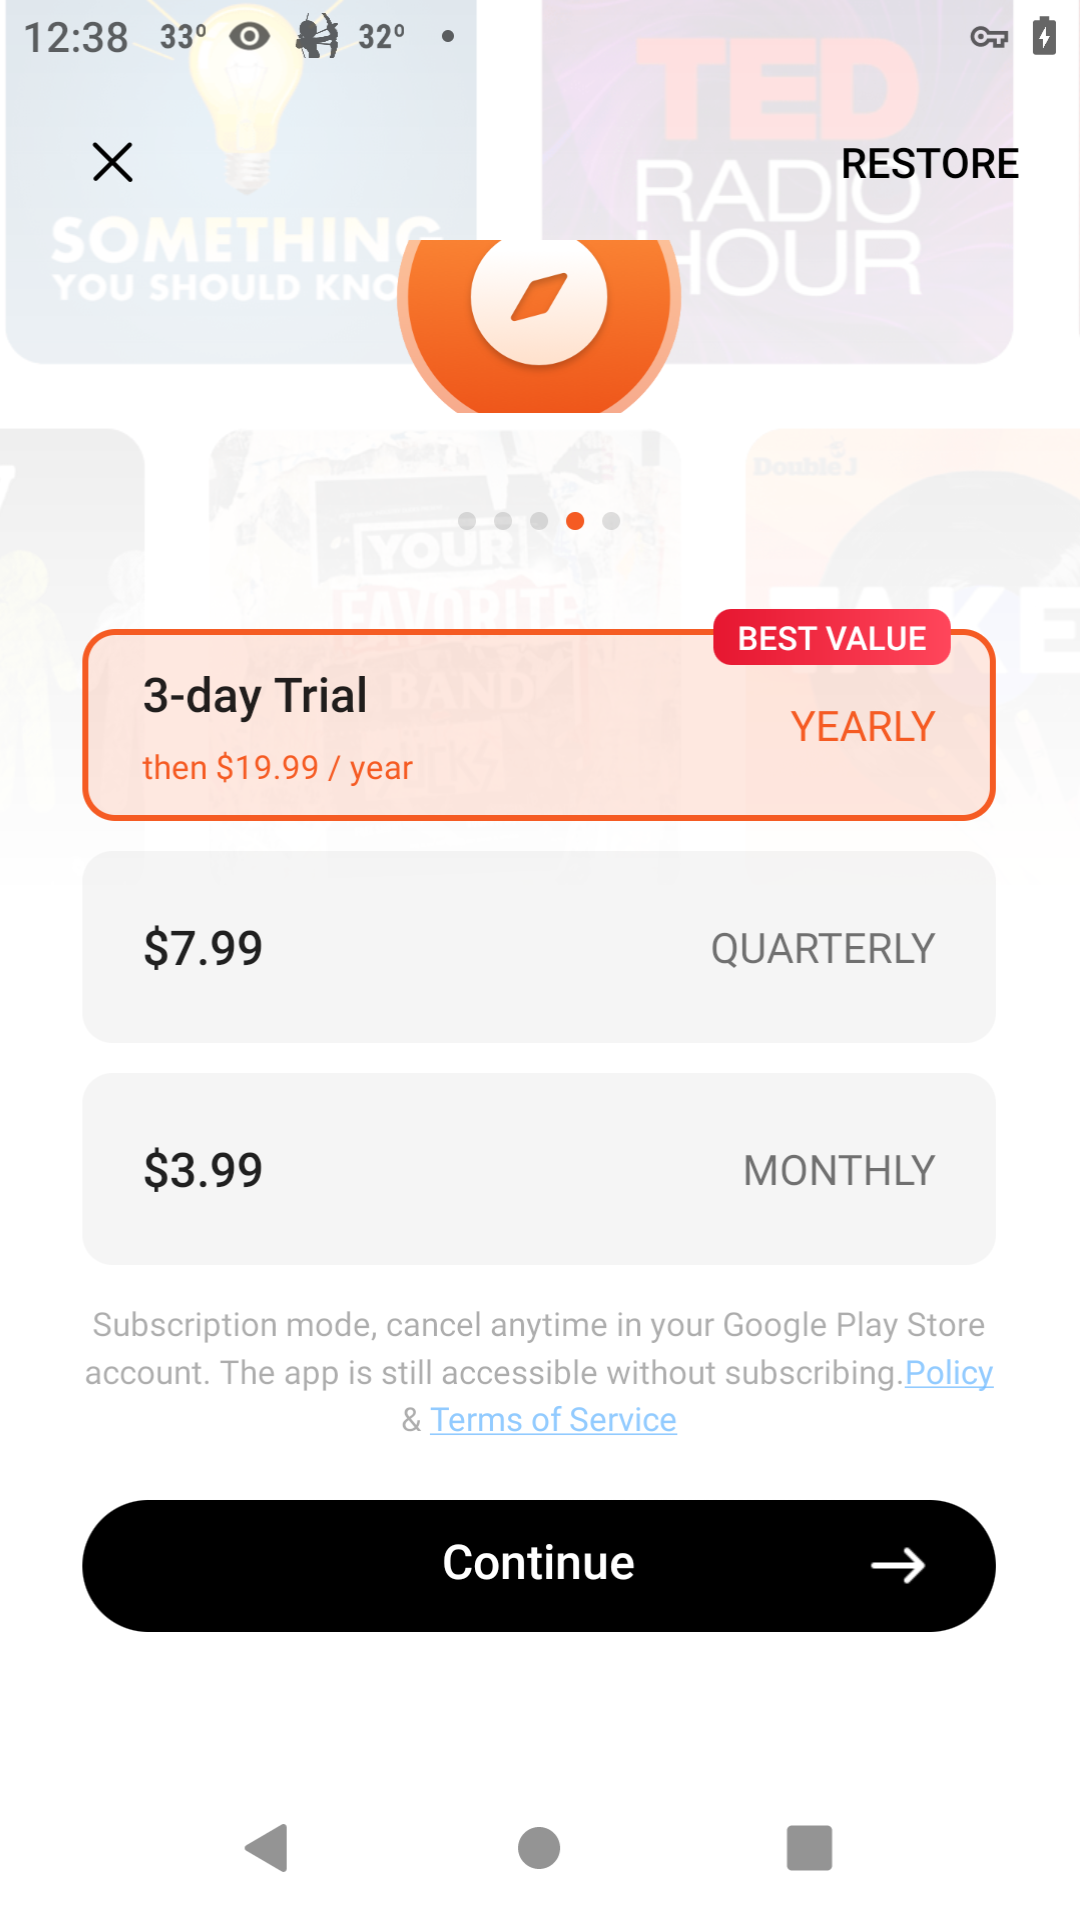 12:38 33° 32°
RESTORE
TED
RADIO
HOUR
SOMETHING
YOU SHOULD KNO
Double J
YOUR
FAVORITE
BAND
TAKE
BEST VALUE
3-day Trial
YEARLY
then $19.99 / year
$7.99
QUARTERLY
$3.99
MONTHLY
Subscription mode, cancel anytime in your Google Play Store
account. The app is still accessible without subscribing.Policy
& Terms of Service
Continue